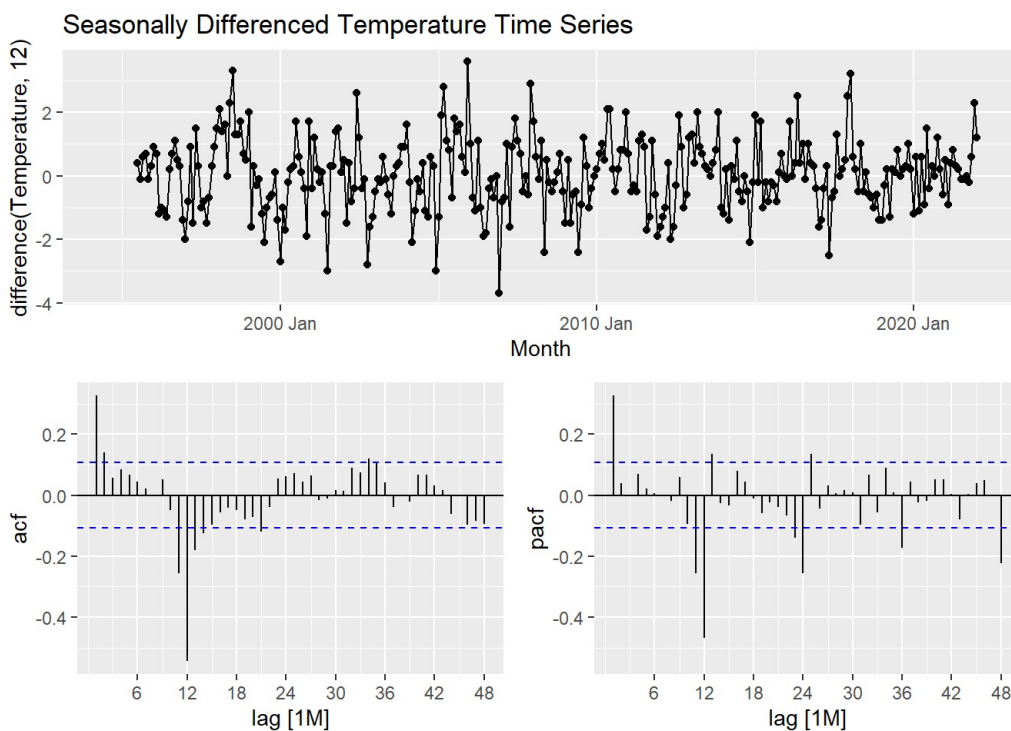 Seasonally Differenced Temperature Time Series
difference(Temperature, 12)
2
0
-2
-4
2000 Jan
2010 Jan
2020 Jan
Month
acf
0.2
0.0
-0.2
-0.4
6 12 18 24 30 36 42 48
lag [1M]
pacf
0.2
0.0
-0.2
-0.4
6 12 18 24 30 36 42 48
lag [1M]